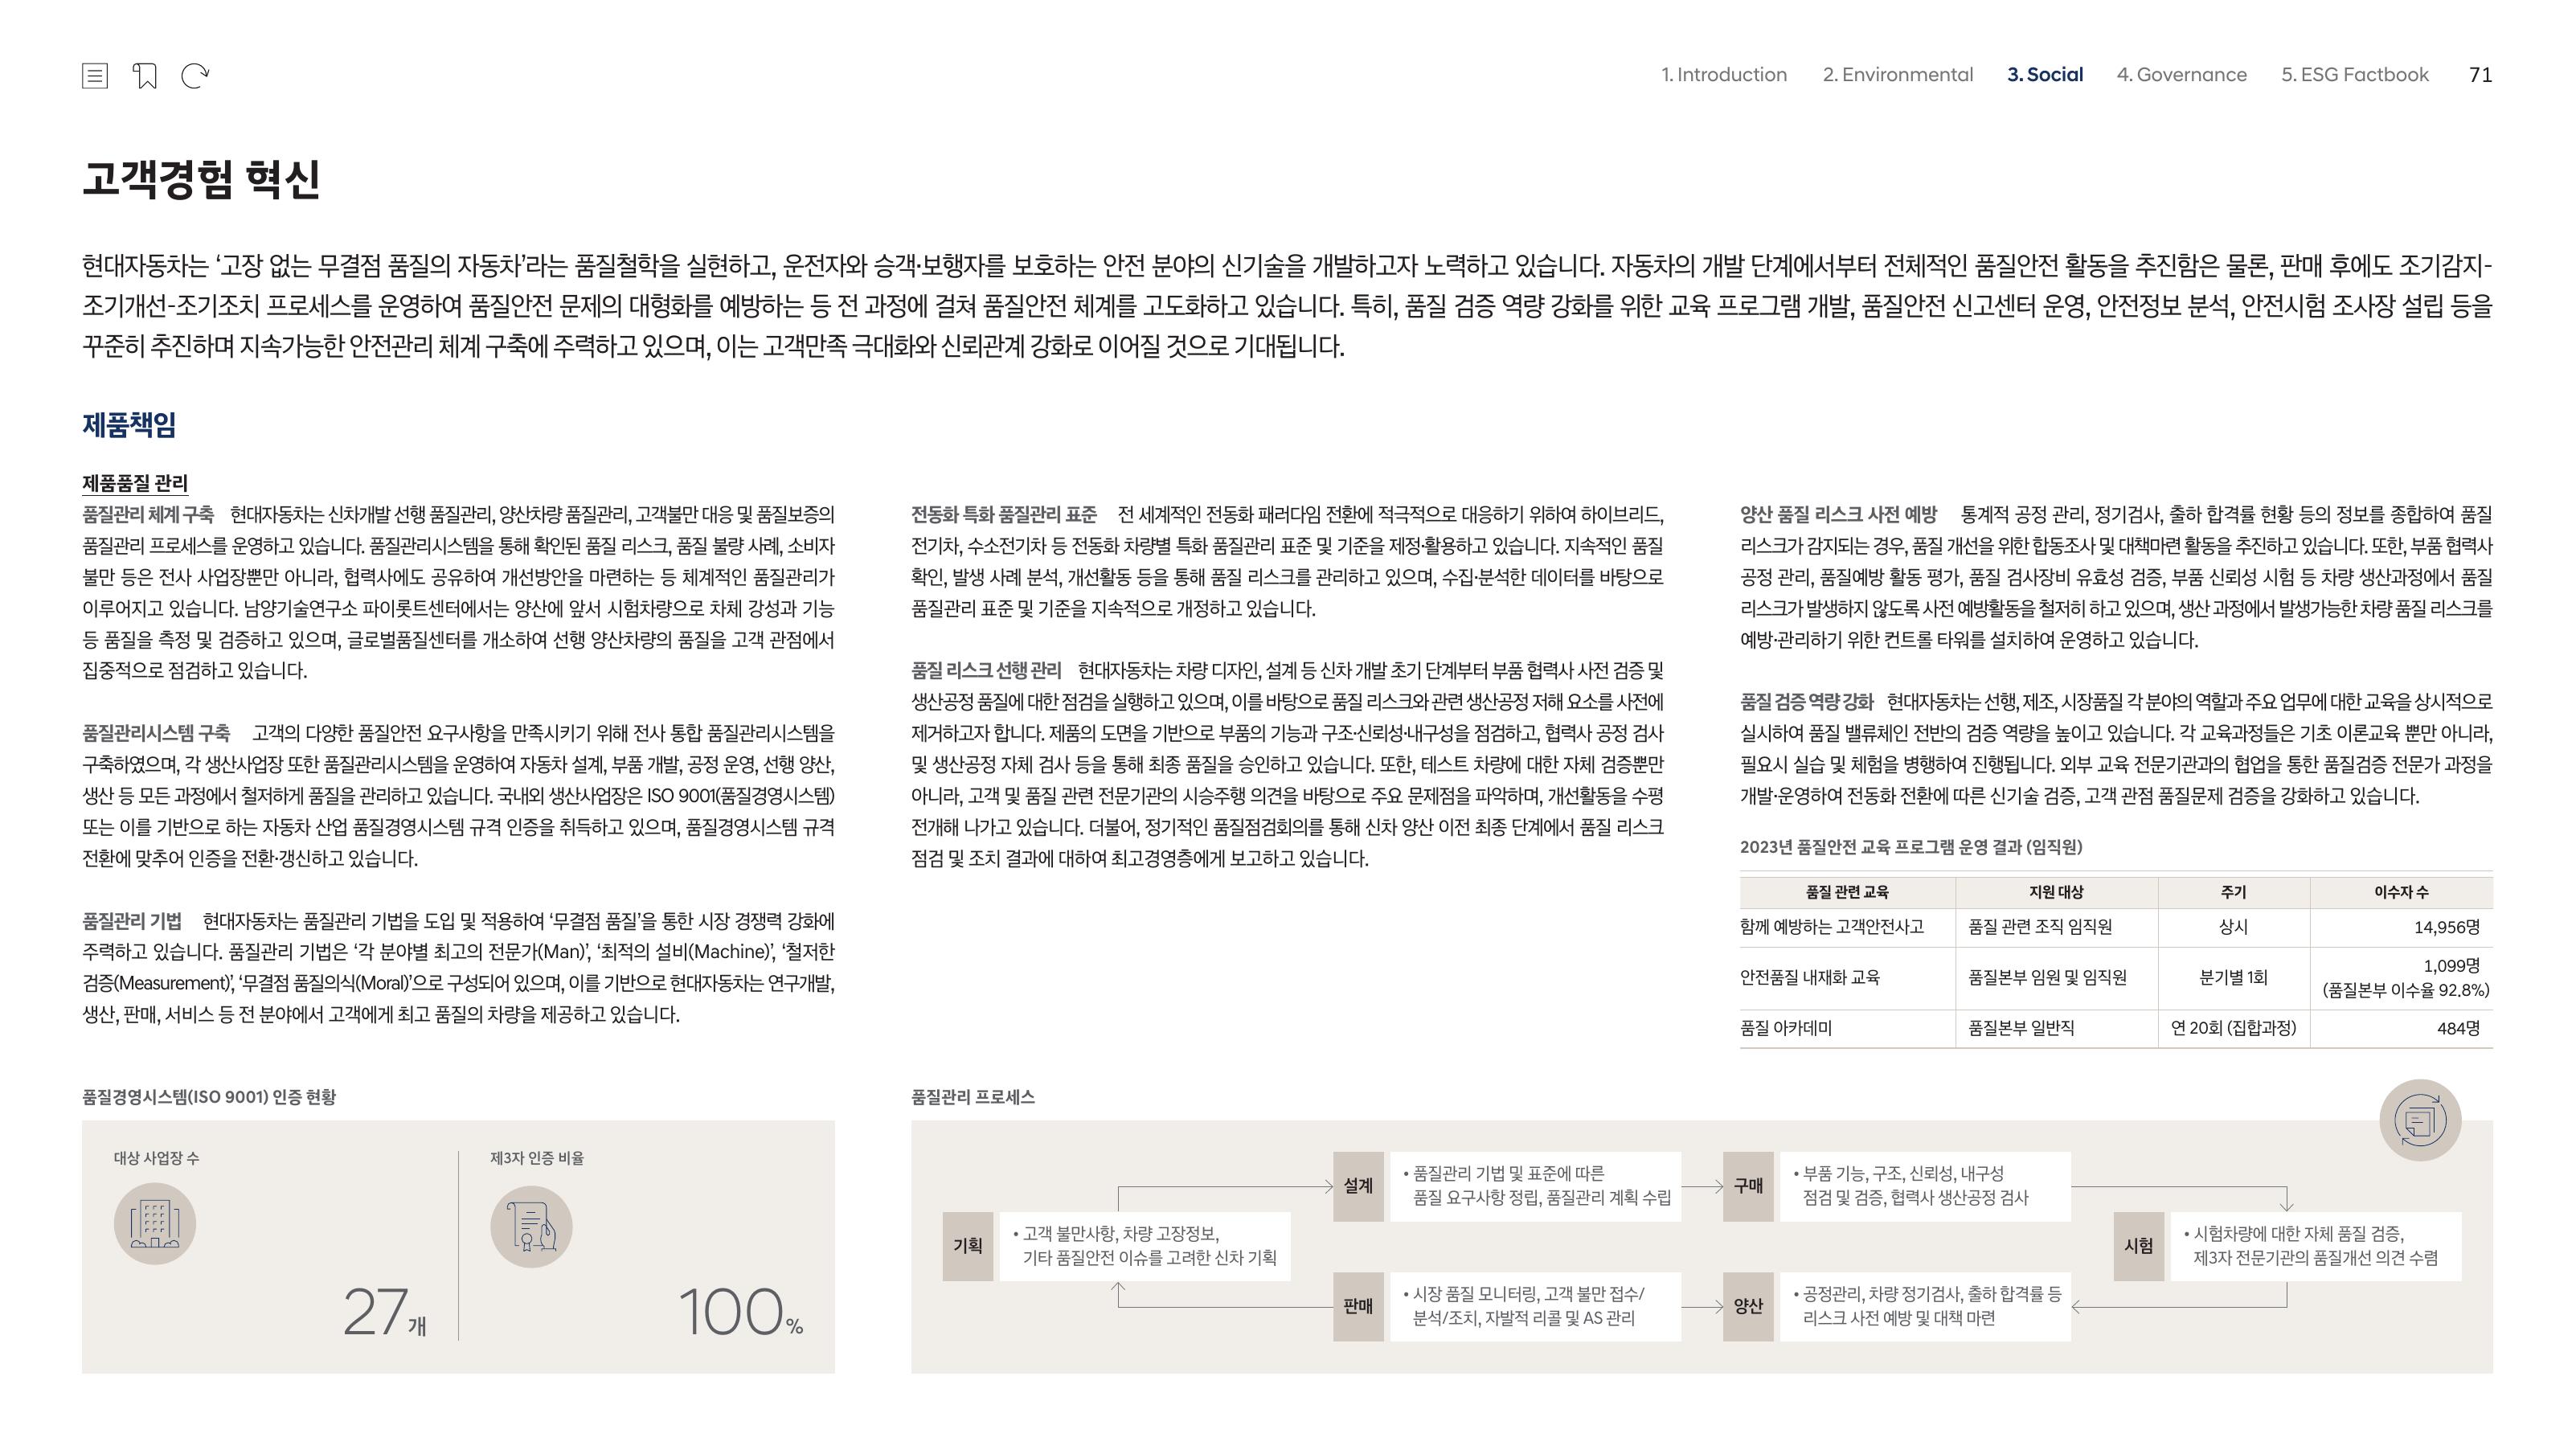 1. Introduction 2. Environmental 3. Social 4. Governance 5. ESG Factbook 71
고객경험 혁신
현대자동차는 ‘고장 없는 무결점 품질의 자동차’라는 품질철학을 실현하고, 운전자와 승객·보행자를 보호하는 안전 분야의 신기술을 개발하고자 노력하고 있습니다. 자동차의 개발 단계에서부터 전체적인 품질안전 활동을 추진함은 물론, 판매 후에도 조기감지-
조기개선-조기조치 프로세스를 운영하여 품질안전 문제의 대형화를 예방하는 등 전 과정에 걸쳐 품질안전 체계를 고도화하고 있습니다. 특히, 품질 검증 역량 강화를 위한 교육 프로그램 개발, 품질안전 신고센터 운영, 안전정보 분석, 안전시험 조사장 설립 등을
꾸준히 추진하며 지속가능한 안전관리 체계 구축에 주력하고 있으며, 이는 고객만족 극대화와 신뢰관계 강화로 이어질 것으로 기대됩니다.
제품책임
제품품질 관리
품질관리 체계 구축 현대자동차는 신차개발 선행 품질관리, 양산차량 품질관리, 고객불만 대응 및 품질보증의
품질관리 프로세스를 운영하고 있습니다. 품질관리시스템을 통해 확인된 품질 리스크, 품질 불량 사례, 소비자
불만 등은 전사 사업장뿐만 아니라, 협력사에도 공유하여 개선방안을 마련하는 등 체계적인 품질관리가
이루어지고 있습니다. 남양기술연구소 파이롯트센터에서는 양산에 앞서 시험차량으로 차체 강성과 기능
등 품질을 측정 및 검증하고 있으며, 글로벌품질센터를 개소하여 선행 양산차량의 품질을 고객 관점에서
집중적으로 점검하고 있습니다.
품질관리시스템 구축 고객의 다양한 품질안전 요구사항을 만족시키기 위해 전사 통합 품질관리시스템을
구축하였으며, 각 생산사업장 또한 품질관리시스템을 운영하여 자동차 설계, 부품 개발, 공정 운영, 선행 양산,
생산 등 모든 과정에서 철저하게 품질을 관리하고 있습니다. 국내외 생산사업장은 ISO 9001(품질경영시스템)
또는 이를 기반으로 하는 자동차 산업 품질경영시스템 규격 인증을 취득하고 있으며, 품질경영시스템 규격
전환에 맞추어 인증을 전환·갱신하고 있습니다.
품질관리 기법 현대자동차는 품질관리 기법을 도입 및 적용하여 ‘무결점 품질’을 통한 시장 경쟁력 강화에
주력하고 있습니다. 품질관리 기법은 ‘각 분야별 최고의 전문가(Man)’, ‘최적의 설비(Machine)’, ‘철저한
검증(Measurement)’, ‘무결점 품질의식(Moral)’으로 구성되어 있으며, 이를 기반으로 현대자동차는 연구개발,
생산, 판매, 서비스 등 전 분야에서 고객에게 최고 품질의 차량을 제공하고 있습니다.
전동화 특화 품질관리 표준 전 세계적인 전동화 패러다임 전환에 적극적으로 대응하기 위하여 하이브리드,
전기차, 수소전기차 등 전동화 차량별 특화 품질관리 표준 및 기준을 제정·활용하고 있습니다. 지속적인 품질
확인, 발생 사례 분석, 개선활동 등을 통해 품질 리스크를 관리하고 있으며, 수집·분석한 데이터를 바탕으로
품질관리 표준 및 기준을 지속적으로 개정하고 있습니다.
품질 리스크 선행 관리 현대자동차는 차량 디자인, 설계 등 신차 개발 초기 단계부터 부품 협력사 사전 검증 및
생산공정 품질에 대한 점검을 실행하고 있으며, 이를 바탕으로 품질 리스크와 관련 생산공정 저해 요소를 사전에
제거하고자 합니다. 제품의 도면을 기반으로 부품의 기능과 구조·신뢰성·내구성을 점검하고, 협력사 공정 검사
및 생산공정 자체 검사 등을 통해 최종 품질을 승인하고 있습니다. 또한, 테스트 차량에 대한 자체 검증뿐만
아니라, 고객 및 품질 관련 전문기관의 시승주행 의견을 바탕으로 주요 문제점을 파악하며, 개선활동을 수평
전개해 나가고 있습니다. 더불어, 정기적인 품질점검회의를 통해 신차 양산 이전 최종 단계에서 품질 리스크
점검 및 조치 결과에 대하여 최고경영층에게 보고하고 있습니다.
양산 품질 리스크 사전 예방 통계적 공정 관리, 정기검사, 출하 합격률 현황 등의 정보를 종합하여 품질
리스크가 감지되는 경우, 품질 개선을 위한 합동조사 및 대책마련 활동을 추진하고 있습니다. 또한, 부품 협력사
공정 관리, 품질예방 활동 평가, 품질 검사장비 유효성 검증, 부품 신뢰성 시험 등 차량 생산과정에서 품질
리스크가 발생하지 않도록 사전 예방활동을 철저히 하고 있으며, 생산 과정에서 발생가능한 차량 품질 리스크를
예방·관리하기 위한 컨트롤 타워를 설치하여 운영하고 있습니다.
품질 검증 역량 강화 현대자동차는 선행, 제조, 시장품질 각 분야의 역할과 주요 업무에 대한 교육을 상시적으로
실시하여 품질 밸류체인 전반의 검증 역량을 높이고 있습니다. 각 교육과정들은 기초 이론교육 뿐만 아니라,
필요시 실습 및 체험을 병행하여 진행됩니다. 외부 교육 전문기관과의 협업을 통한 품질검증 전문가 과정을
개발·운영하여 전동화 전환에 따른 신기술 검증, 고객 관점 품질문제 검증을 강화하고 있습니다.
2023년 품질안전 교육 프로그램 운영 결과 (임직원)
품질 관련 교육 지원 대상 주기 이수자 수
함께 예방하는 고객안전사고 품질 관련 조직 임직원 상시 14,956명
안전품질 내재화 교육 품질본부 임원 및 임직원 분기별 1회 1,099명
(품질본부 이수율 92.8%)
품질 아카데미 품질본부 일반직 연 20회 (집합과정) 484명
품질경영시스템(ISO 9001) 인증 현황
대상 사업장 수
27개
제3자 인증 비율
100%
품질관리 프로세스
기획
• 고객 불만사항, 차량 고장정보,
기타 품질안전 이슈를 고려한 신차 기획
설계
• 품질관리 기법 및 표준에 따른
품질 요구사항 정립, 품질관리 계획 수립
구매
• 부품 기능, 구조, 신뢰성, 내구성
점검 및 검증, 협력사 생산공정 검사
시험
• 시험차량에 대한 자체 품질 검증,
제3자 전문기관의 품질개선 의견 수렴
판매
• 시장 품질 모니터링, 고객 불만 접수/
분석/조치, 자발적 리콜 및 AS 관리
양산
• 공정관리, 차량 정기검사, 출하 합격률 등
리스크 사전 예방 및 대책 마련